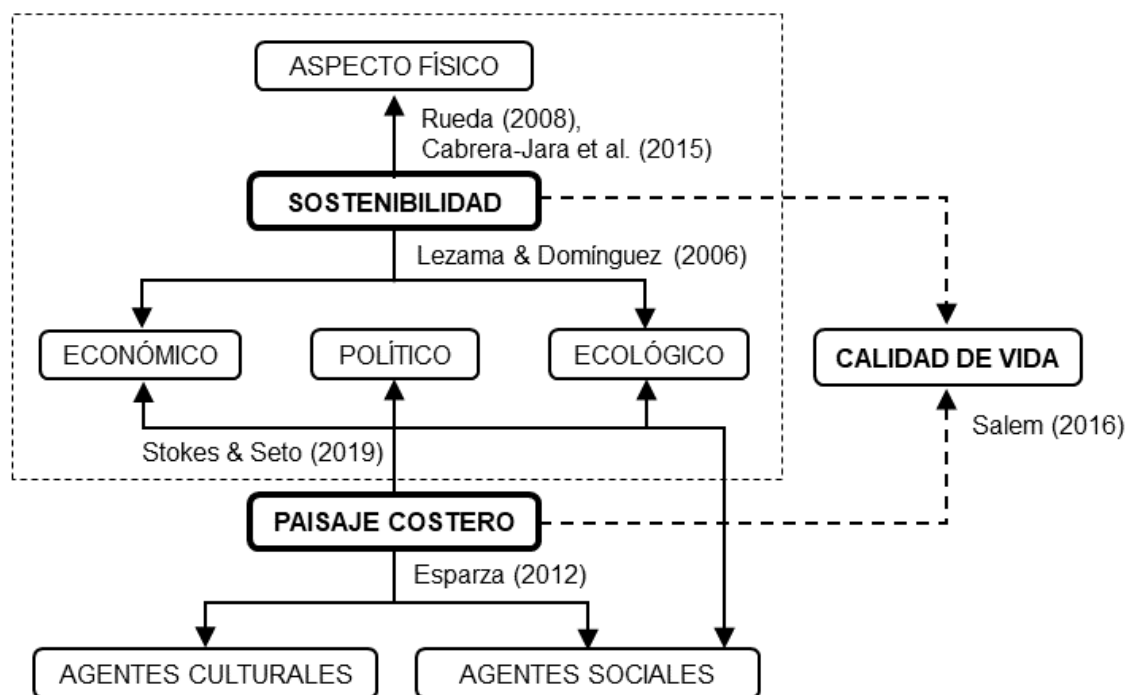 ASPECTO FÍSICO
Rueda (2008),
Cabrera-Jara et al. (2015)
SOSTENIBILIDAD
Lezama & Domínguez (2006)
ECONÓMICO
POLÍTICO
ECOLÓGICO
CALIDAD DE VIDA
Stokes & Seto (2019)
Salem (2016)
PAISAJE COSTERO
Esparza (2012)
AGENTES CULTURALES
AGENTES SOCIALES